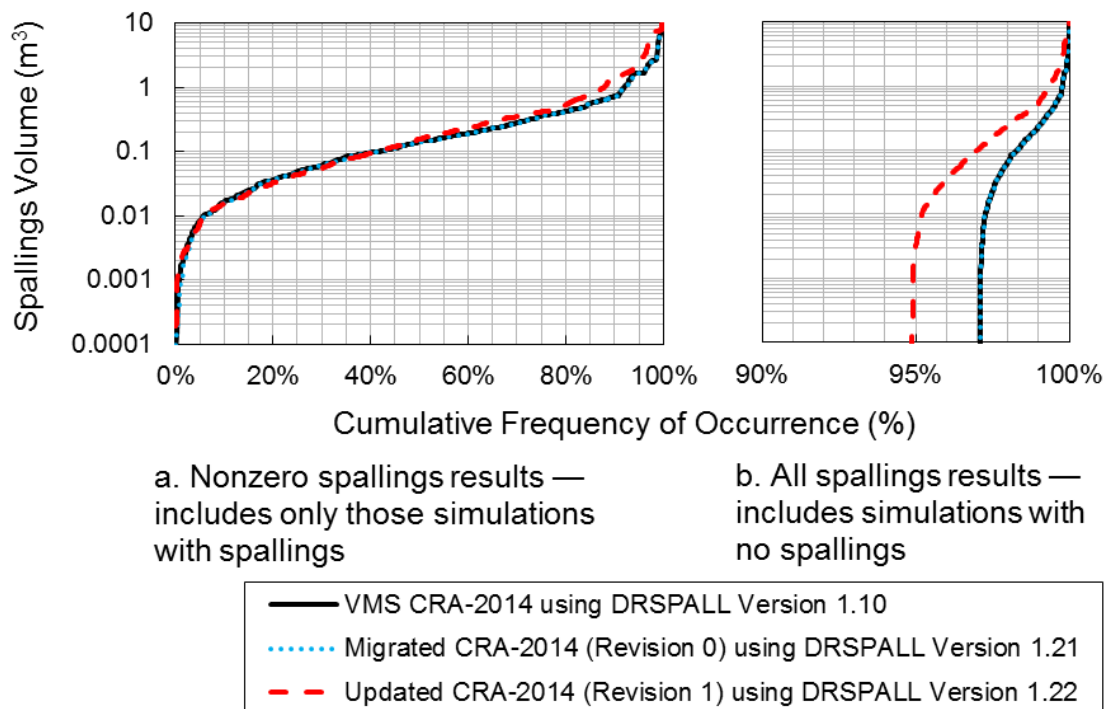 Spallings Volume (m³)
10
1
0.1
0.01
0.001
0.0001
0% 20% 40% 60% 80% 100%
90% 95% 100%
Cumulative Frequency of Occurrence (%)
a. Nonzero spallings results —
includes only those simulations
with spallings
b. All spallings results —
includes simulations with
no spallings
VMS CRA-2014 using DRSPALL Version 1.10
Migrated CRA-2014 (Revision 0) using DRSPALL Version 1.21
Updated CRA-2014 (Revision 1) using DRSPALL Version 1.22